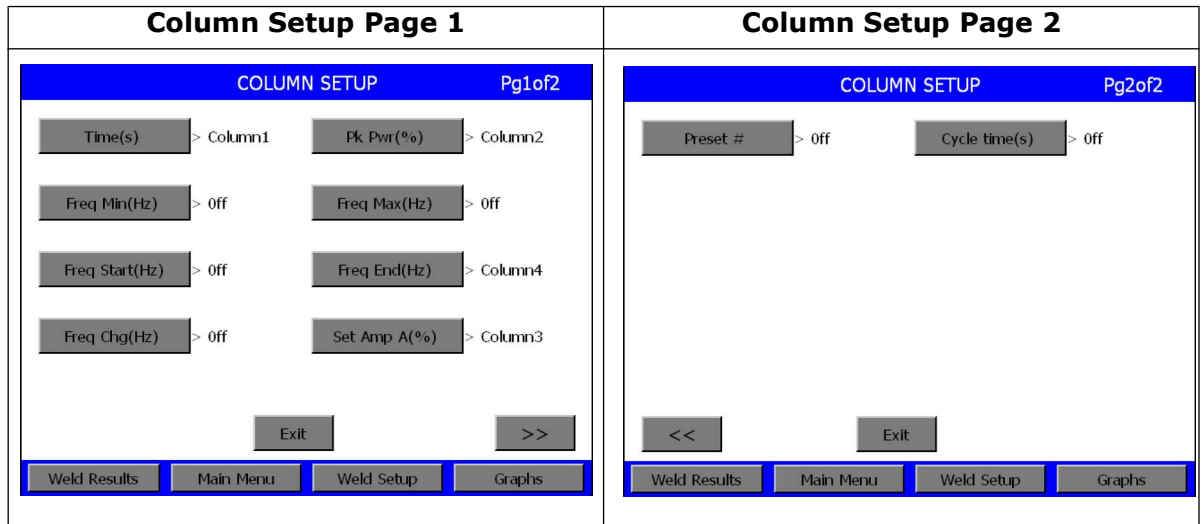 Column Setup Page 1
Column Setup Page 2
COLUMN SETUP Pg1of2
Time(s) > Column1 Pk Pwr(%) > Column2
Freq Min(Hz) > Off Freq Max(Hz) > Off
Freq Start(Hz) > Off Freq End(Hz) > Column4
Freq Chg(Hz) > Off Set Amp A(%) > Column3
Exit >>
Weld Results Main Menu Weld Setup Graphs
COLUMN SETUP Pg2of2
Preset # > Off Cycle time(s) > Off
<< Exit
Weld Results Main Menu Weld Setup Graphs